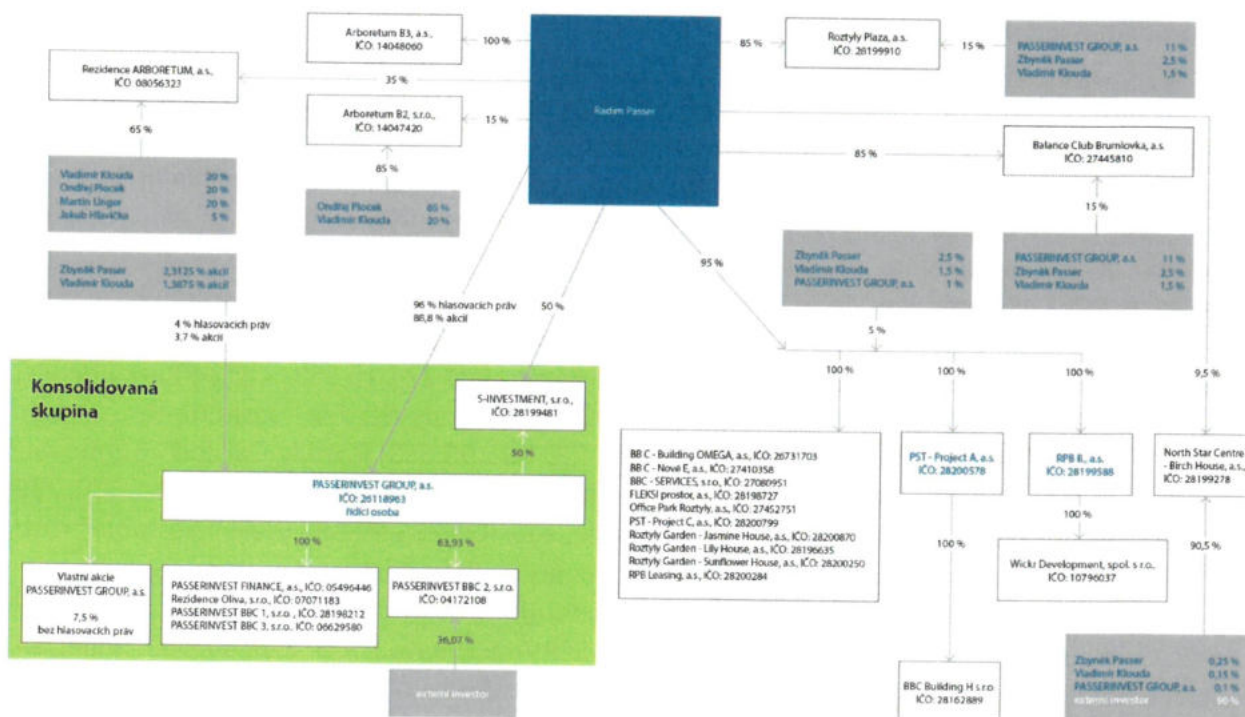 Arboretum B3, a.s.,
IČO: 14048060
100 %
Radim Passer
85 %
Roztyly Plaza, a.s.
IČO: 28199910
15 %
PASSERINVEST GROUP, a.s. 11 %
Zbyněk Passer 2,5 %
Vladimír Klouda 1,5 %
Rezidence ARBORETUM, a.s.,
IČO: 08056323
35 %
65 %
Arboretum B2, s.r.o.,
IČO: 14047420
15 %
85 %
Vladimír Klouda 20 %
Ondřej Plocek 20 %
Martin Unger 20 %
Jakub Hlavička 5 %
Ondřej Plocek 65 %
Vladimír Klouda 20 %
85 %
Balance Club Brumlovka, a.s.
IČO: 27445810
15 %
PASSERINVEST GROUP, a.s. 11 %
Zbyněk Passer 2,5 %
Vladimír Klouda 1,5 %
Zbyněk Passer 2,3125 % akcií
Vladimír Klouda 1,3875 % akcií
4 % hlasovacích práv
3,7 % akcií
96 % hlasovacích práv
88,8 % akcií
50 %
95 %
Zbyněk Passer 2,5 %
Vladimír Klouda 1,5 %
PASSERINVEST GROUP, a.s. 1 %
5 %
Konsolidovaná
skupina
S-INVESTMENT, s.r.o.,
IČO: 28199481
50 %
PASSERINVEST GROUP, a.s.
IČO: 26118963
řídící osoba
100 %
63,93 %
Vlastní akcie
PASSERINVEST GROUP, a.s.
7,5 %
bez hlasovacích práv
PASSERINVEST FINANCE, a.s., IČO: 05496446
Rezidence Oliva, s.r.o., IČO: 07071183
PASSERINVEST BBC 1, s.r.o. , IČO: 28198212
PASSERINVEST BBC 3, s.r.o. IČO: 06629580
PASSERINVEST BBC 2, s.r.o.
IČO: 04172108
36,07 %
externí investor
100 %
100 %
100 %
9,5 %
BB C - Building OMEGA, a.s., IČO: 26731703
BB C - Nové E, a.s., IČO: 27410358
BBC - SERVICES, s.r.o., IČO: 27080951
FLEKSI prostor, a.s., IČO: 28198727
Office Park Roztyly, a.s., IČO: 27452751
PST - Project C, a.s., IČO: 28200799
Roztyly Garden - Jasmine House, a.s., IČO: 28200870
Roztyly Garden - Lily House, a.s., IČO: 28196635
Roztyly Garden - Sunflower House, a.s., IČO: 28200250
RPB Leasing, a.s., IČO: 28200284
PST - Project A, a.s.
IČO: 28200578
100 %
BBC Building H s.r.o.
IČO: 28162889
RPB B, a.s.,
IČO: 28199588
100 %
Wickr Development, spol. s r.o.,
IČO: 10796037
North Star Centre
- Birch House, a.s.,
IČO: 28199278
90,5 %
Zbyněk Passer 0,25 %
Vladimír Klouda 0,15 %
PASSERINVEST GROUP, a.s. 0,1 %
externí investor 90 %